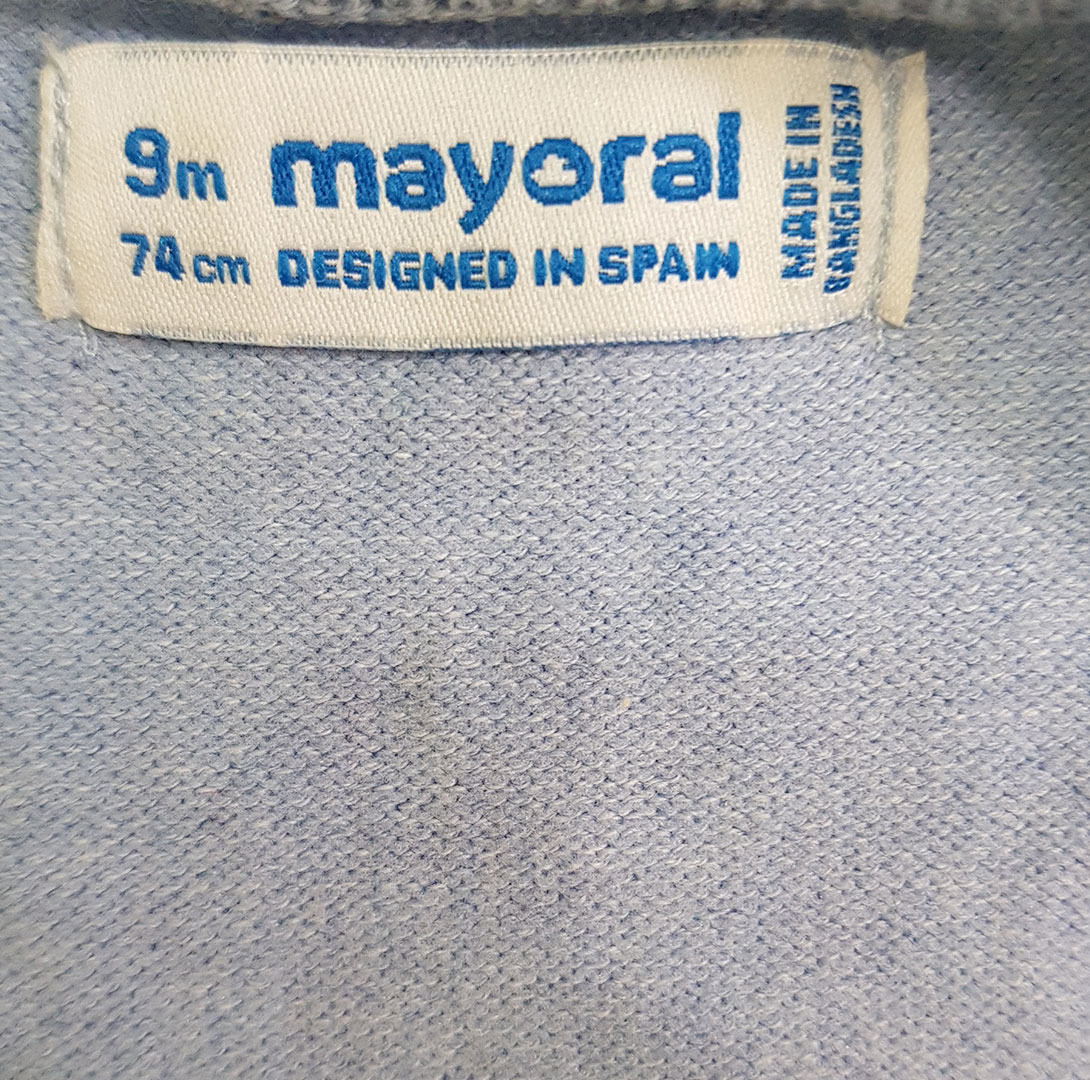 9m mayoral
74cm DESIGNED IN SPAIN
MADE IN
BANGLADESH